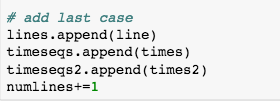 # add last case
lines.append(line)
timeseqs.append(times)
timeseqs2.append(times2)
numlines+=1